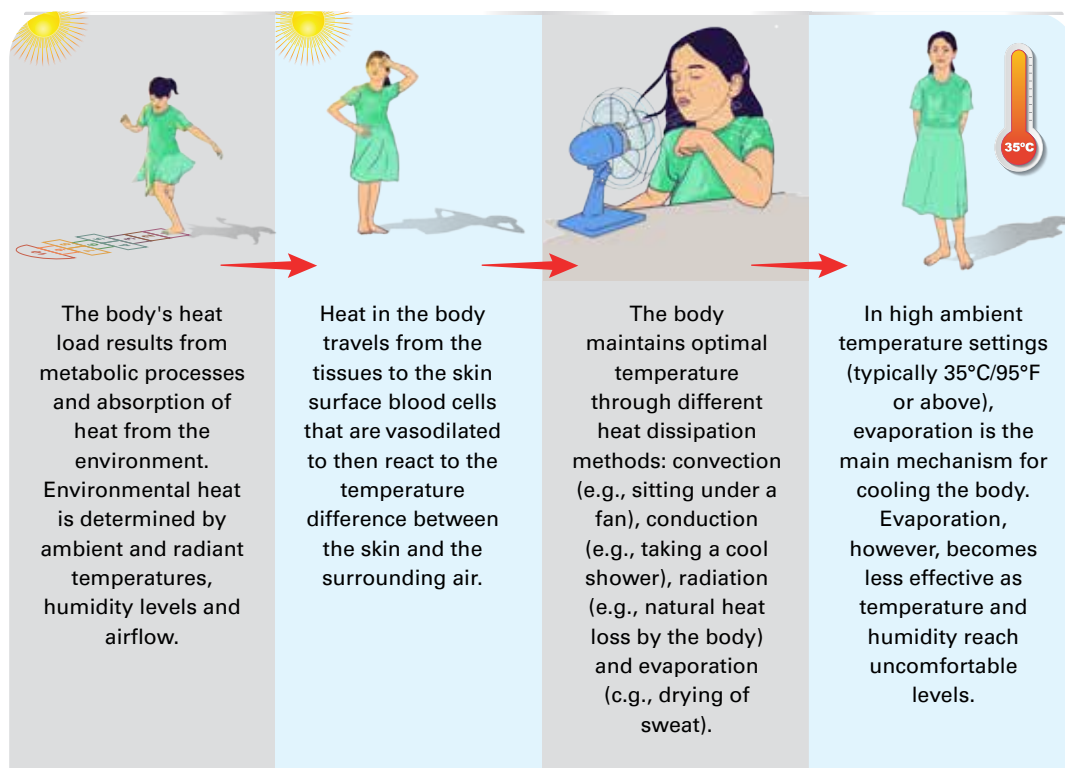 35°C
The body's heat
load results from
metabolic processes
and absorption of
heat from the
environment.
Environmental heat
is determined by
ambient and radiant
temperatures,
humidity levels and
airflow.
Heat in the body
travels from the
tissues to the skin
surface blood cells
that are vasodilated
to then react to the
temperature
difference between
the skin and the
surrounding air.
The body
maintains optimal
temperature
through different
heat dissipation
methods: convection
(e.g., sitting under a
fan), conduction
(e.g., taking a cool
shower), radiation
(e.g., natural heat
loss by the body)
and evaporation
(c.g., drying of
sweat).
In high ambient
temperature settings
(typically 35°C/95°F
or above),
evaporation is the
main mechanism for
cooling the body.
Evaporation,
however, becomes
less effective as
temperature and
humidity reach
uncomfortable
levels.